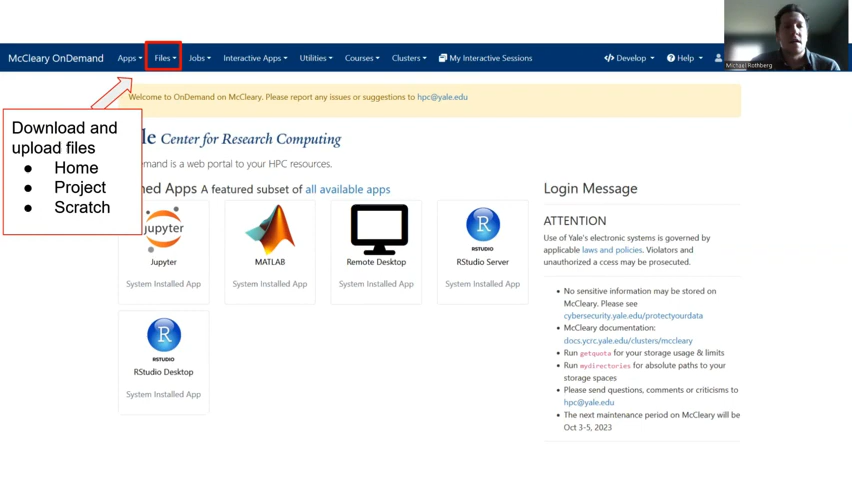 McCleary OnDemand
Apps
Files
Jobs
Interactive Apps
Utilities
Courses
Clusters
My Interactive Sessions
</> Develop
Help
Michael Rothberg
Welcome to OnDemand on McCleary. Please report any issues or suggestions to hpc@yale.edu
Download and
upload files
● Home
● Project
● Scratch
le Center for Research Computing
emand is a web portal to your HPC resources.
ned Apps A featured subset of all available apps
Jupyter
Jupyter
System Installed App
MATLAB
System Installed App
Remote Desktop
System Installed App
R
RSTUDIO
RStudio Server
System Installed App
R
RSTUDIO
RStudio Desktop
System Installed App
Login Message
ATTENTION
Use of Yale's electronic systems is governed by
applicable laws and policies. Violators and
unauthorized a ccess may be prosecuted.
• No sensitive information may be stored on
McCleary. Please see
cybersecurity.yale.edu/protectyourdata
• McCleary documentation:
docs.ycrc.yale.edu/clusters/mccleary
• Run getquota for your storage usage & limits
• Run mydirectories for absolute paths to your
storage spaces
• Please send questions, comments or criticisms to
hpc@yale.edu
• The next maintenance period on McCleary will be
Oct 3-5, 2023